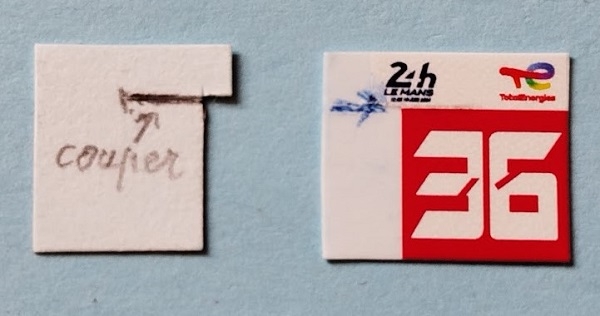 couper
24h
LE MANS
TotalEnergies
36